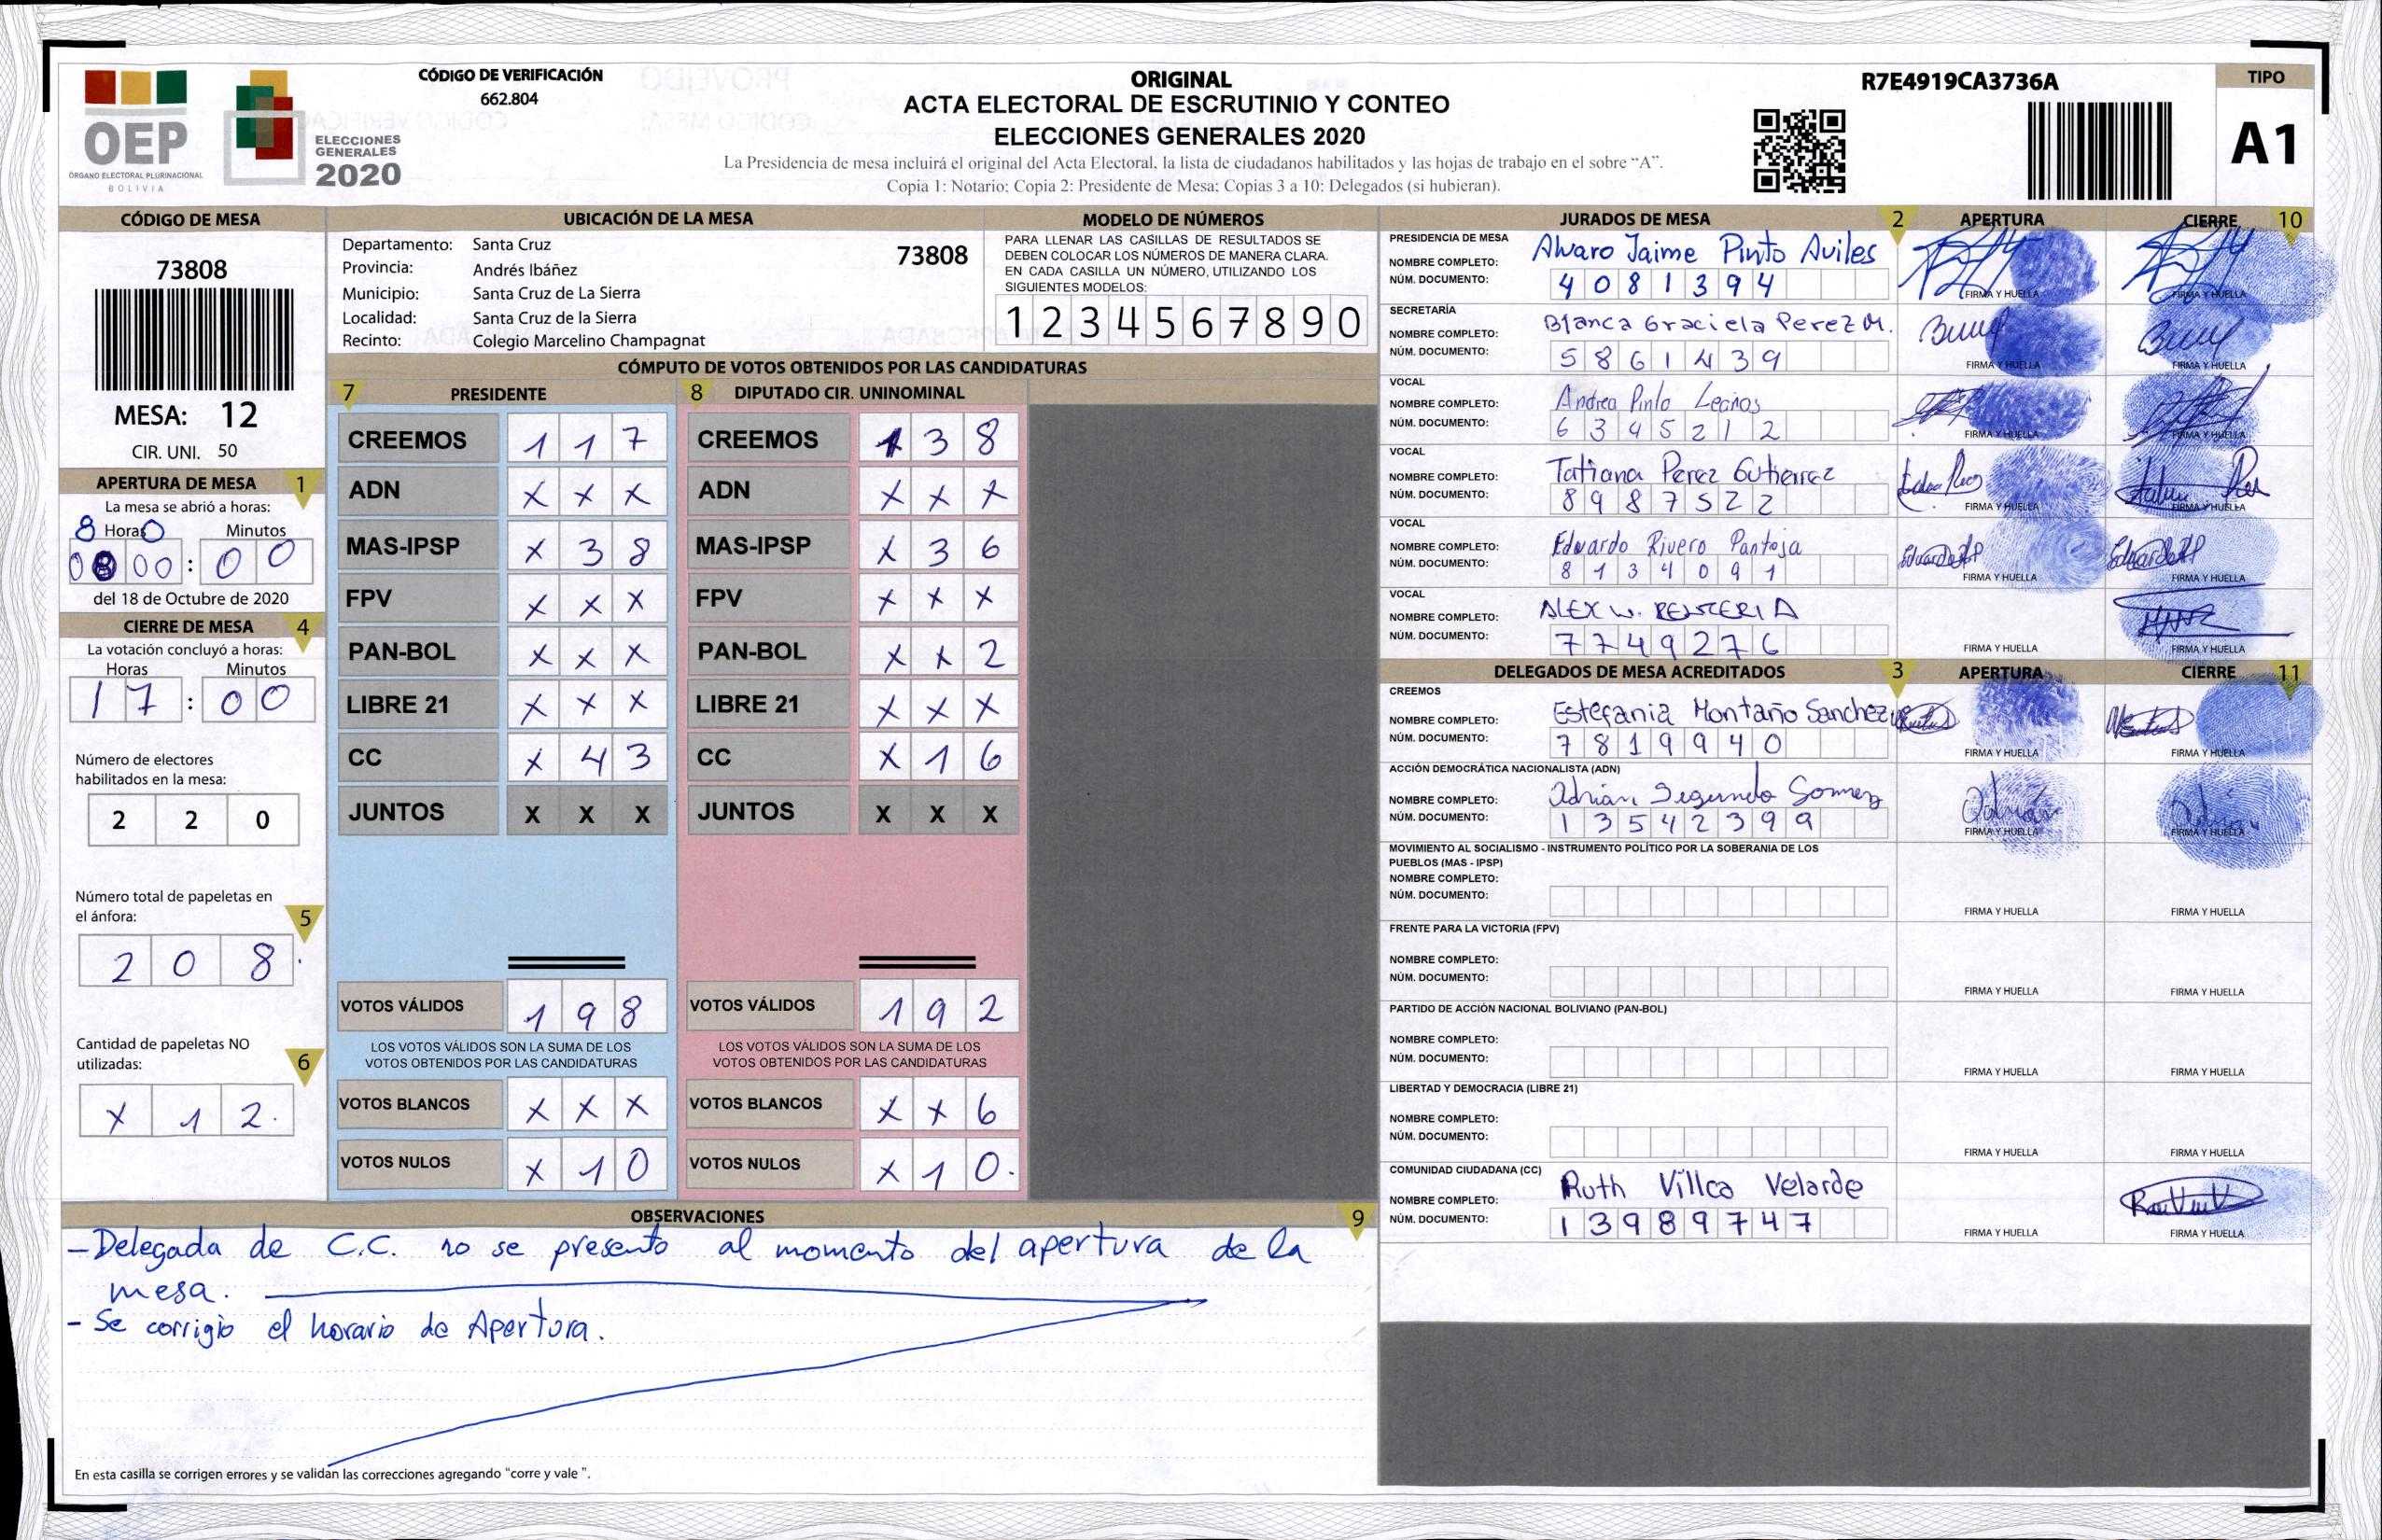 CÓDIGO DE VERIFICACIÓN
662.804
OEP
ÓRGANO ELECTORAL PLURINACIONAL
BOLIVIA
ELECCIONES
GENERALES
2020
ORIGINAL
ACTA ELECTORAL DE ESCRUTINIO Y CONTEO
ELECCIONES GENERALES 2020
La Presidencia de mesa incluirá el original del Acta Electoral, la lista de ciudadanos habilitados y las hojas de trabajo en el sobre “A”.
Copia 1: Notario; Copia 2: Presidente de Mesa; Copias 3 a 10: Delegados (si hubieran).
R7E4919CA3736A
TIPO
A1
CÓDIGO DE MESA
73808
MESA: 12
CIR. UNI. 50
APERTURA DE MESA 1
La mesa se abrió a horas:
Horas Minutos
00 : 00
del 18 de Octubre de 2020
CIERRE DE MESA 4
La votación concluyó a horas:
Horas Minutos
17 : 00
Número de electores
habilitados en la mesa:
2 2 0
Número total de papeletas en
el ánfora: 5
2 0 8
Cantidad de papeletas NO
utilizadas: 6
X 1 2
UBICACIÓN DE LA MESA
Departamento: Santa Cruz
73808
Provincia: Andrés Ibáñez
Municipio: Santa Cruz de La Sierra
Localidad: Santa Cruz de la Sierra
Recinto: Colegio Marcelino Champagnat
MODELO DE NÚMEROS
PARA LLENAR LAS CASILLAS DE RESULTADOS SE
DEBEN COLOCAR LOS NÚMEROS DE MANERA CLARA.
EN CADA CASILLA UN NÚMERO, UTILIZANDO LOS
SIGUIENTES MODELOS:
1 2 3 4 5 6 7 8 9 0
CÓMPUTO DE VOTOS OBTENIDOS POR LAS CANDIDATURAS
7 PRESIDENTE
CREEMOS 1 1 7
ADN X X X
MAS-IPSP X 3 8
FPV X X X
PAN-BOL X X X
LIBRE 21 X X X
CC X 4 3
JUNTOS X X X
VOTOS VÁLIDOS 1 9 8
LOS VOTOS VÁLIDOS SON LA SUMA DE LOS
VOTOS OBTENIDOS POR LAS CANDIDATURAS
VOTOS BLANCOS X X X
VOTOS NULOS X 1 0
8 DIPUTADO CIR. UNINOMINAL
CREEMOS 1 3 8
ADN X X X
MAS-IPSP X 3 6
FPV X X X
PAN-BOL X X 2
LIBRE 21 X X X
CC X 1 6
JUNTOS X X X
VOTOS VÁLIDOS 1 9 2
LOS VOTOS VÁLIDOS SON LA SUMA DE LOS
VOTOS OBTENIDOS POR LAS CANDIDATURAS
VOTOS BLANCOS X X 6
VOTOS NULOS X 1 0
OBSERVACIONES 9
- Delegada de C.C. no se presento al momento del apertura de la
mesa.
- Se corrigio el horario de Apertura.
En esta casilla se corrigen errores y se validan las correcciones agregando “corre y vale ”.
JURADOS DE MESA 2 APERTURA CIERRE 10
PRESIDENCIA DE MESA
NOMBRE COMPLETO: Alvaro Jaime Pinto Aviles
NÚM. DOCUMENTO: 4081394
FIRMA Y HUELLA FIRMA Y HUELLA
SECRETARÍA
NOMBRE COMPLETO: Blanca Graciela Perez M.
NÚM. DOCUMENTO: 5861439
FIRMA Y HUELLA FIRMA Y HUELLA
VOCAL
NOMBRE COMPLETO: Andrea Pinto Leaños
NÚM. DOCUMENTO: 6345212
FIRMA Y HUELLA FIRMA Y HUELLA
VOCAL
NOMBRE COMPLETO: Tatiana Perez Gutierrez
NÚM. DOCUMENTO: 8987522
FIRMA Y HUELLA FIRMA Y HUELLA
VOCAL
NOMBRE COMPLETO: Eduardo Rivero Pantoja
NÚM. DOCUMENTO: 8134091
FIRMA Y HUELLA FIRMA Y HUELLA
VOCAL
NOMBRE COMPLETO: ALEX W. RENTERIA
NÚM. DOCUMENTO: 7749276
FIRMA Y HUELLA FIRMA Y HUELLA
DELEGADOS DE MESA ACREDITADOS 3 APERTURA CIERRE 11
CREEMOS
NOMBRE COMPLETO: Estefania Montaño Sanchez
NÚM. DOCUMENTO: 7819940
FIRMA Y HUELLA FIRMA Y HUELLA
ACCIÓN DEMOCRÁTICA NACIONALISTA (ADN)
NOMBRE COMPLETO: Adrian Segundo
NÚM. DOCUMENTO: 13542399
FIRMA Y HUELLA FIRMA Y HUELLA
MOVIMIENTO AL SOCIALISMO - INSTRUMENTO POLÍTICO POR LA SOBERANIA DE LOS
PUEBLOS (MAS - IPSP)
NOMBRE COMPLETO:
NÚM. DOCUMENTO:
FIRMA Y HUELLA FIRMA Y HUELLA
FRENTE PARA LA VICTORIA (FPV)
NOMBRE COMPLETO:
NÚM. DOCUMENTO:
FIRMA Y HUELLA FIRMA Y HUELLA
PARTIDO DE ACCIÓN NACIONAL BOLIVIANO (PAN-BOL)
NOMBRE COMPLETO:
NÚM. DOCUMENTO:
FIRMA Y HUELLA FIRMA Y HUELLA
LIBERTAD Y DEMOCRACIA (LIBRE 21)
NOMBRE COMPLETO:
NÚM. DOCUMENTO:
FIRMA Y HUELLA FIRMA Y HUELLA
COMUNIDAD CIUDADANA (CC)
NOMBRE COMPLETO: Ruth Villca Velarde
NÚM. DOCUMENTO: 13989747
FIRMA Y HUELLA FIRMA Y HUELLA